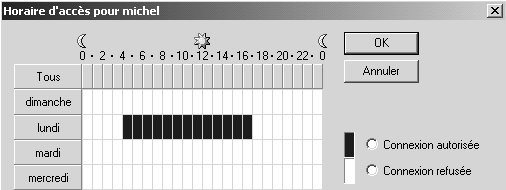 Horaire d'accès pour michel
0 · 2 · 4 · 6 · 8 · 10 · 12 · 14 · 16 · 18 · 20 · 22 · 0
OK
Tous
Annuler
dimanche
lundi
mardi
Connexion autorisée
mercredi
Connexion refusée